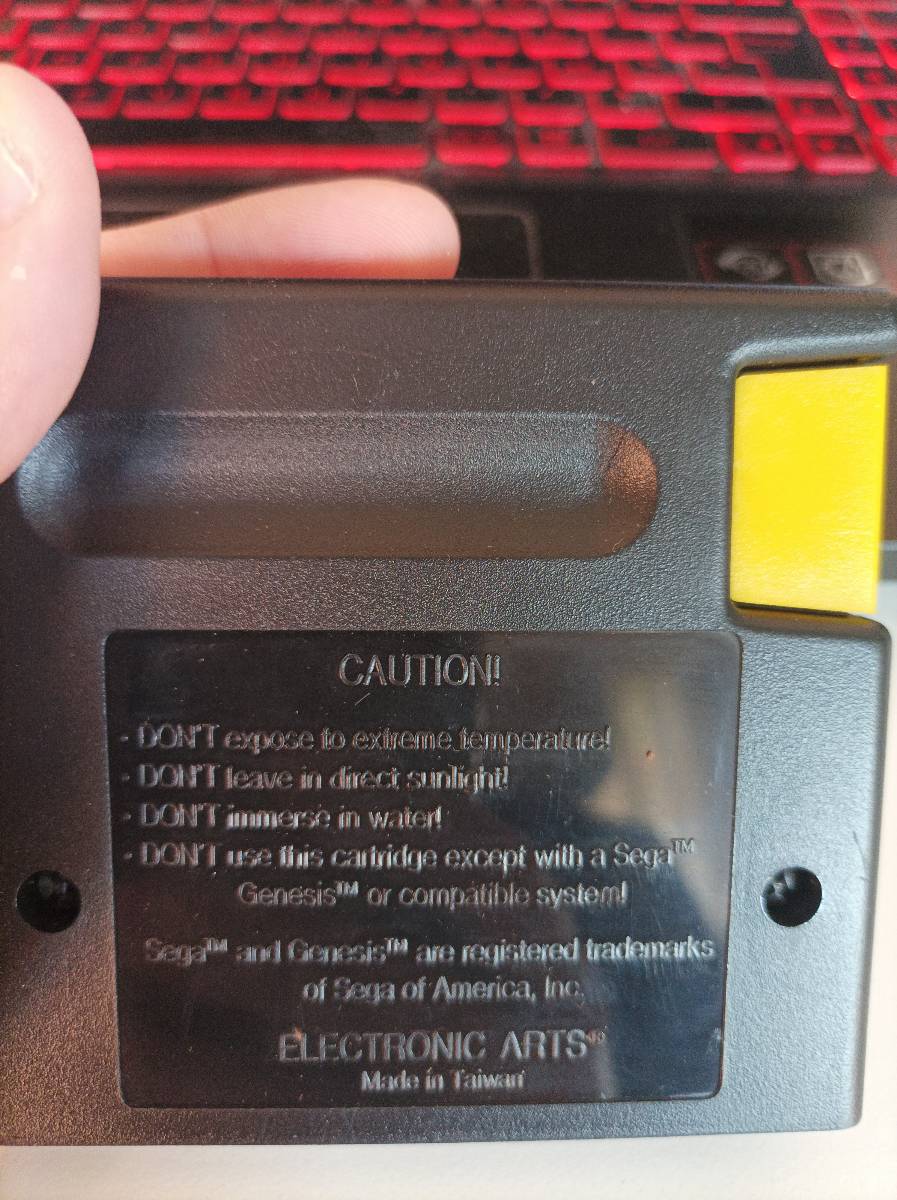 CAUTION!
- DON'T expose to extreme temperature!
- DON'T leave in direct sunlight!
- DON'T immerse in water!
- DON'T use this cartridge except with a Sega™
Genesis™ or compatible system!
Sega™ and Genesis™ are registered trademarks
of Sega of America, Inc.
ELECTRONIC ARTS®
Made in Taiwan